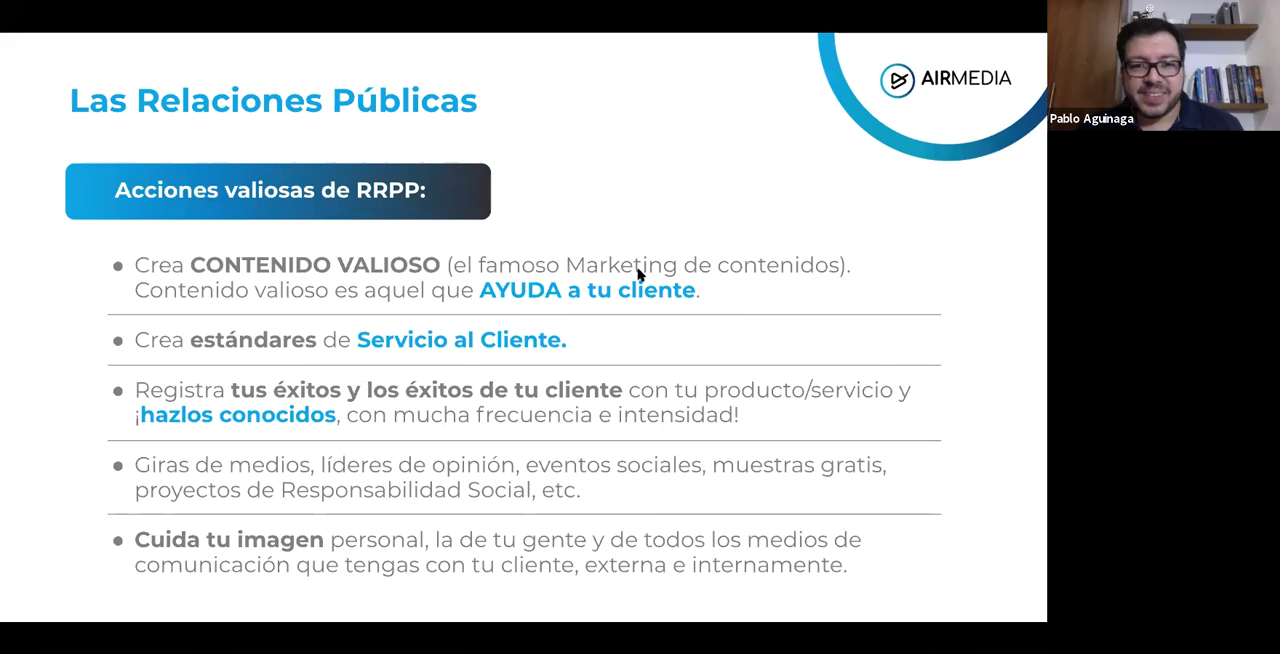 Las Relaciones Públicas
AIRMEDIA
Pablo Aguinaga
Acciones valiosas de RRPP:
● Crea CONTENIDO VALIOSO (el famoso Marketing de contenidos).
Contenido valioso es aquel que AYUDA a tu cliente.
● Crea estándares de Servicio al Cliente.
● Registra tus éxitos y los éxitos de tu cliente con tu producto/servicio y
¡hazlos conocidos, con mucha frecuencia e intensidad!
● Giras de medios, líderes de opinión, eventos sociales, muestras gratis,
proyectos de Responsabilidad Social, etc.
● Cuida tu imagen personal, la de tu gente y de todos los medios de
comunicación que tengas con tu cliente, externa e internamente.